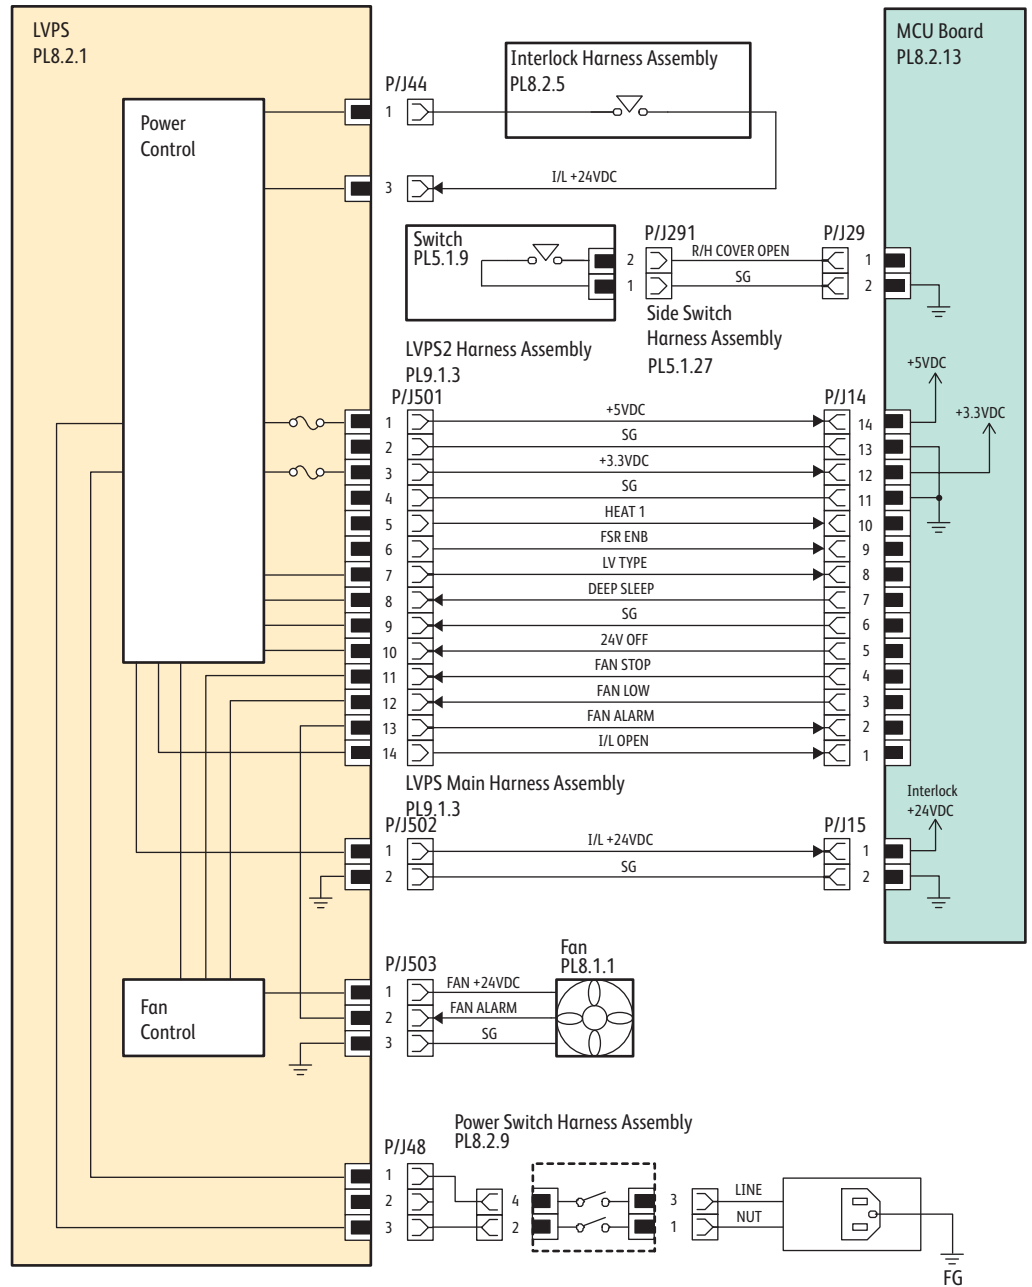 LVPS
PL8.2.1
MCU Board
PL8.2.13
Power
Control
P/J44
1
3
Interlock Harness Assembly
PL8.2.5
I/L +24VDC
Switch
PL5.1.9
2
1
P/J291
R/H COVER OPEN
SG
P/J29
1
2
Side Switch
Harness Assembly
PL5.1.27
LVPS2 Harness Assembly
PL9.1.3
P/J501
P/J14
+5VDC
+3.3VDC
1 +5VDC 14
2 SG 13
3 +3.3VDC 12
4 SG 11
5 HEAT 1 10
6 FSR ENB 9
7 LV TYPE 8
8 DEEP SLEEP 7
9 SG 6
10 24V OFF 5
11 FAN STOP 4
12 FAN LOW 3
13 FAN ALARM 2
14 I/L OPEN 1
LVPS Main Harness Assembly
PL9.1.3
P/J502
P/J15
Interlock
+24VDC
1 I/L +24VDC 1
2 SG 2
Fan
Control
P/J503
1 FAN +24VDC
2 FAN ALARM
3 SG
Fan
PL8.1.1
Power Switch Harness Assembly
PL8.2.9
P/J48
1
2
3
4
2
3
1
LINE
NUT
FG